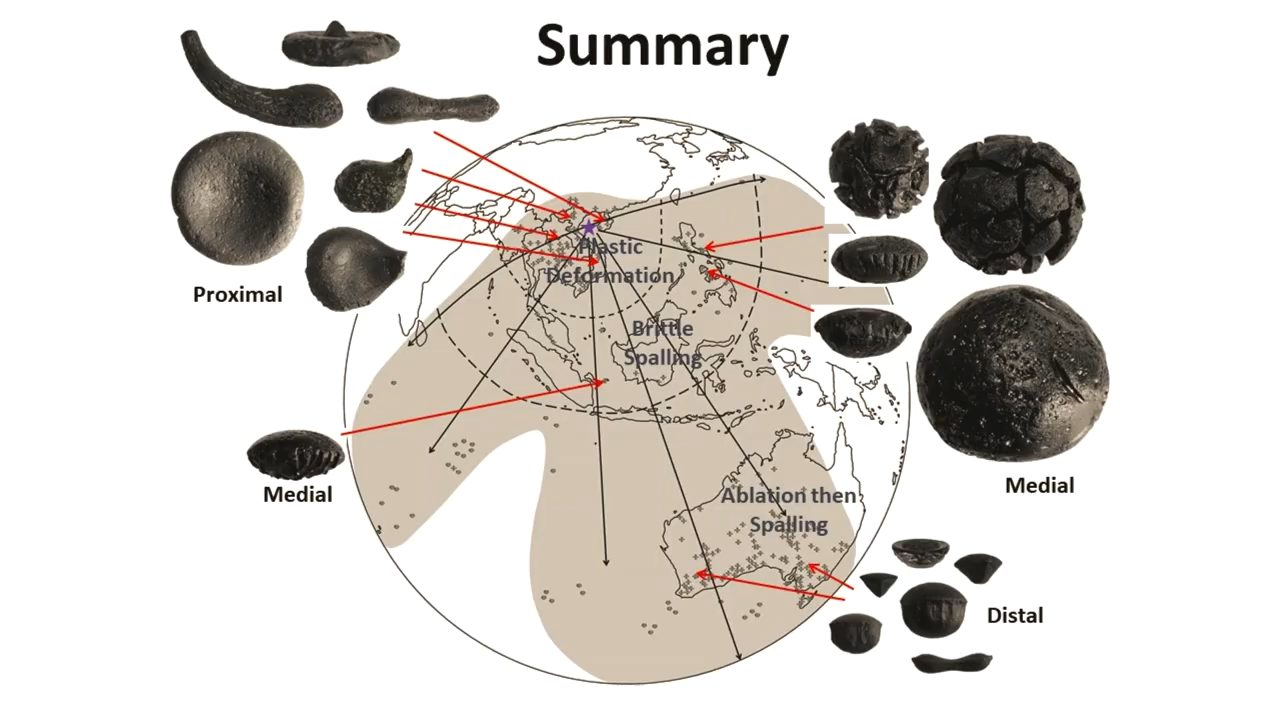 Summary
Proximal
Plastic
Deformation
Brittle
Spalling
Medial
Medial
Ablation then
Spalling
Distal